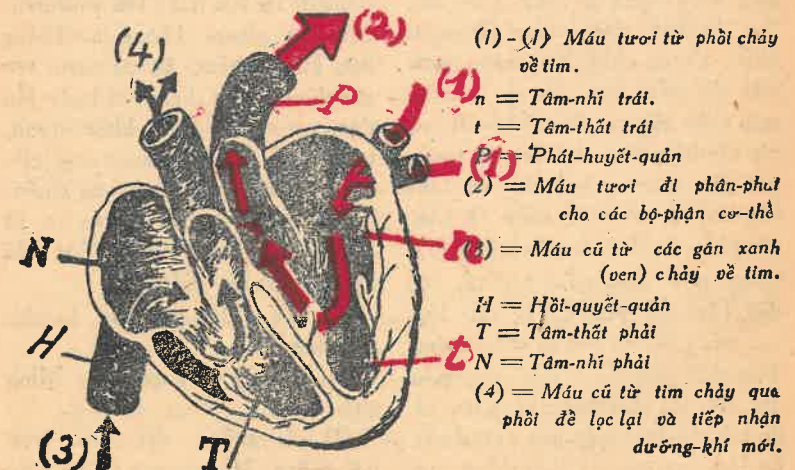 (4)
(2)
P
(1)
(1)
N
n
H
t
(3)
T
(1) - (1) Máu tươi từ phổi chảy
về tim.
n = Tâm-nhĩ trái.
t = Tâm-thất trái
P = Phát-huyết-quản
(2) = Máu tươi đi phân-phát
cho các bộ-phận cơ-thể
(3) = Máu cũ từ các gân xanh
(ven) chảy về tim.
H = Hồi-quyết-quản
T = Tâm-thất phải
N = Tâm-nhĩ phải
(4) = Máu cũ từ tim chảy qua
phổi để lọc lại và tiếp nhận
dưỡng-khí mới.